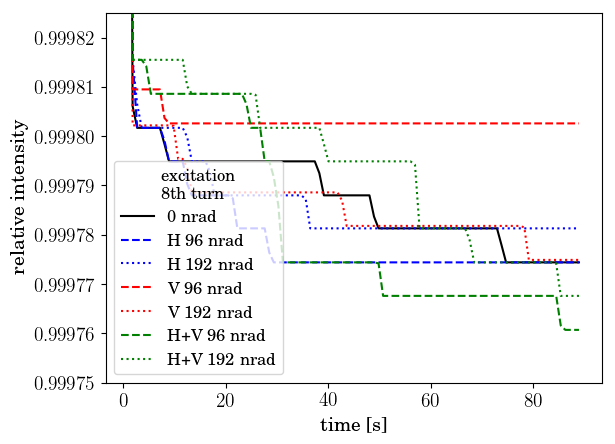 0.99982
0.99981
0.99980
0.99979
0.99978
0.99977
0.99976
0.99975
relative intensity
excitation
8th turn
0 nrad
H 96 nrad
H 192 nrad
V 96 nrad
V 192 nrad
H+V 96 nrad
H+V 192 nrad
0 20 40 60 80
time [s]